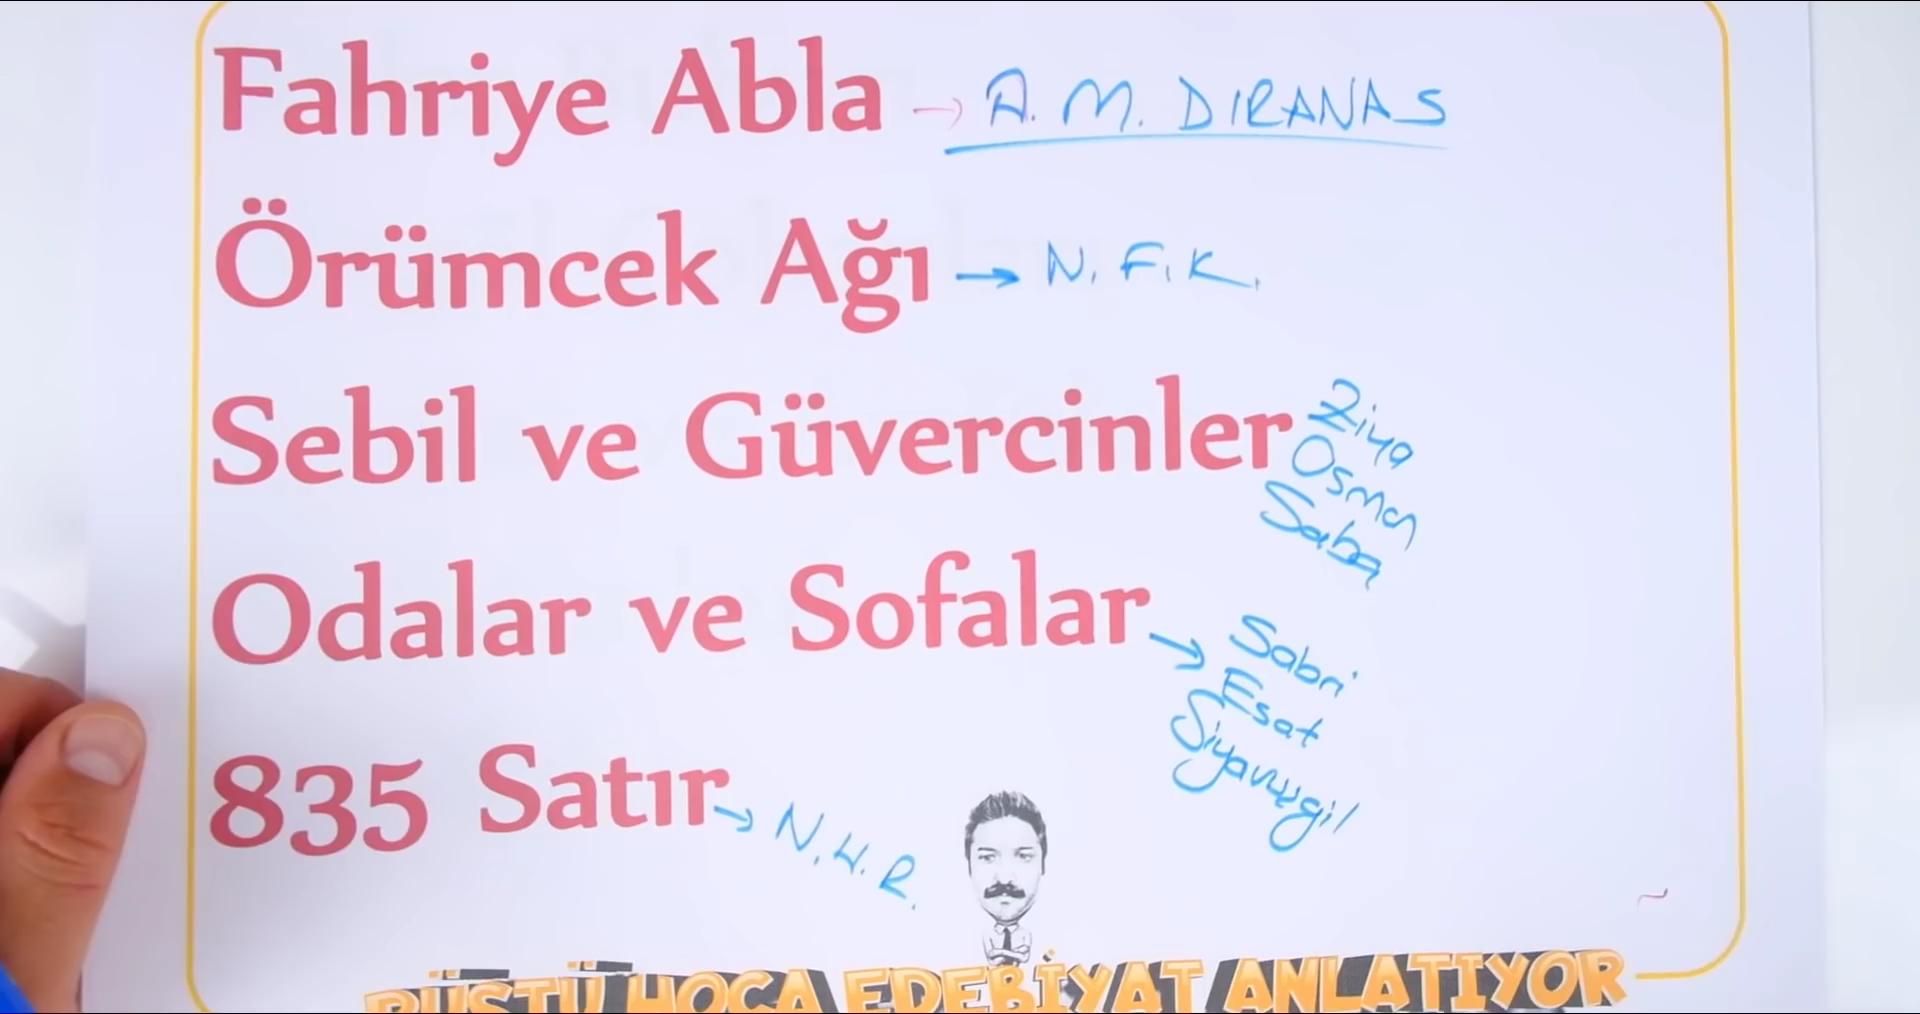 Fahriye Abla → A. M. DIRANAS
Örümcek Ağı → N. F. K.
Sebil ve Güvercinler Ziya
Osman
Saba
Odalar ve Sofalar → Sabri
Esat
Siyavuşgil
835 Satır → N. H. R.
RÜŞTÜ HOCA EDEBİYAT ANLATIYOR